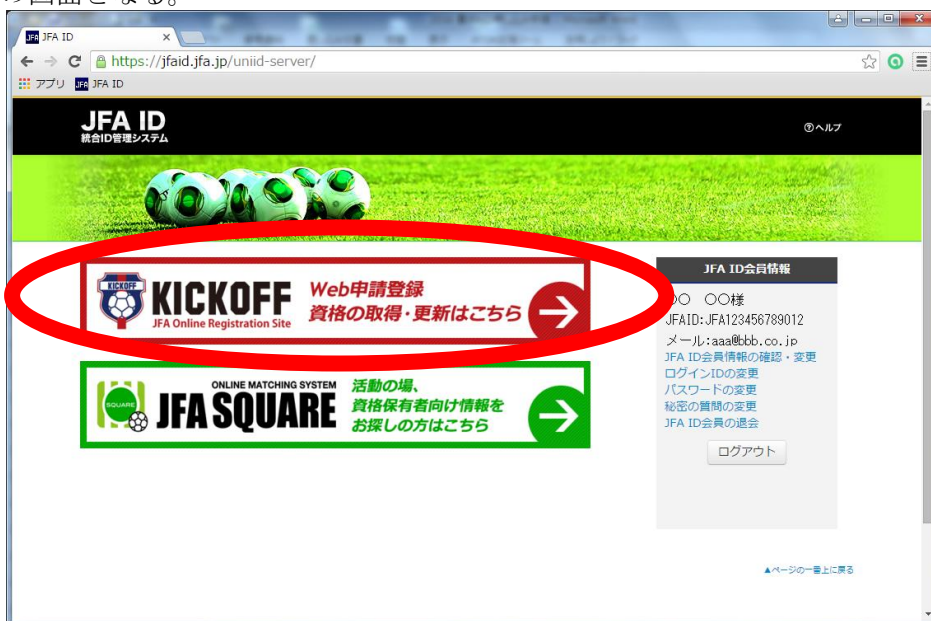 の画面となる。
JFA JFA ID
https://jfaid.jfa.jp/uniid-server/
アプリ JFA JFA ID
JFA ID
統合ID管理システム
?ヘルプ
KICKOFF
KICKOFF
JFA Online Registration Site
Web申請登録
資格の取得・更新はこちら
JFA ID会員情報
○○ ○○様
JFAID:JFA123456789012
メール:aaa@bbb.co.jp
JFA ID会員情報の確認・変更
ログインIDの変更
パスワードの変更
秘密の質問の変更
JFA ID会員の退会
ログアウト
SQUARE
ONLINE MATCHING SYSTEM
JFA SQUARE
活動の場、
資格保有者向け情報を
お探しの方はこちら
▲ページの一番上に戻る